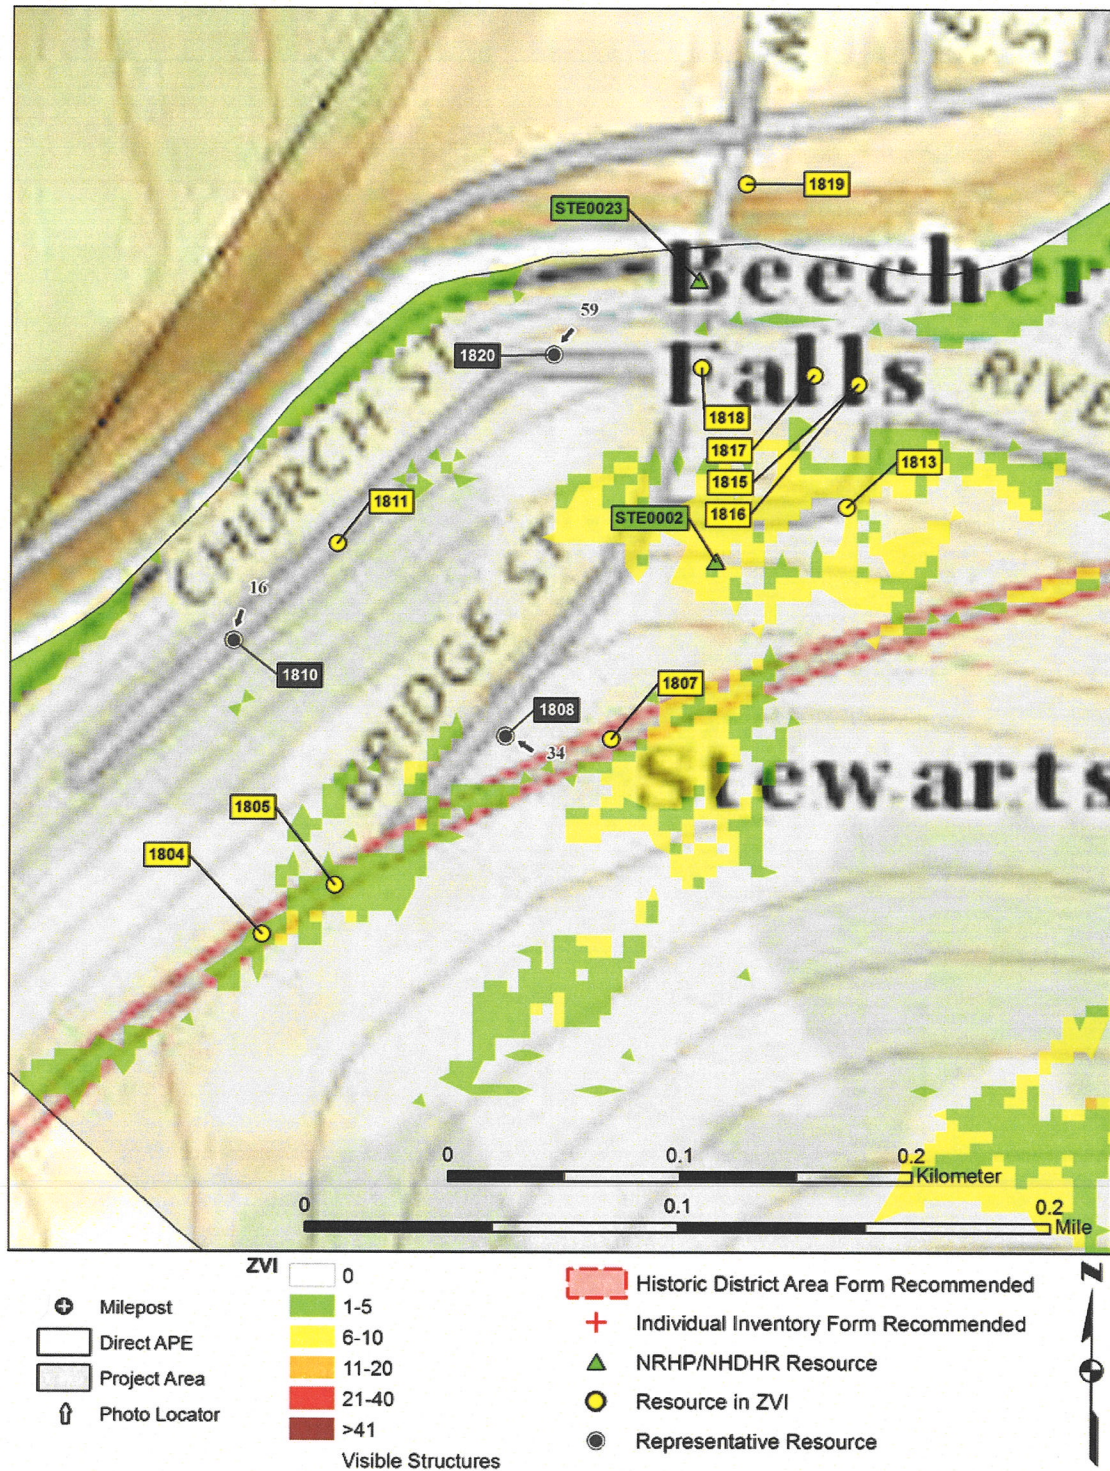 W
1819
STE0023
Beecher
Falls
59
1820
RIVE
CHURCH ST
1818
1817
1813
1815
1811
1816
STE0002
16
BRIDGE ST
1810
1807
1808
34
Stewarts
1805
1804
0 0.1 0.2
Kilometer
0 0.1 0.2
Mile
ZVI
0
1-5
6-10
11-20
21-40
>41
Visible Structures
Milepost
Direct APE
Project Area
Photo Locator
Historic District Area Form Recommended
Individual Inventory Form Recommended
NRHP/NHDHR Resource
Resource in ZVI
Representative Resource
N